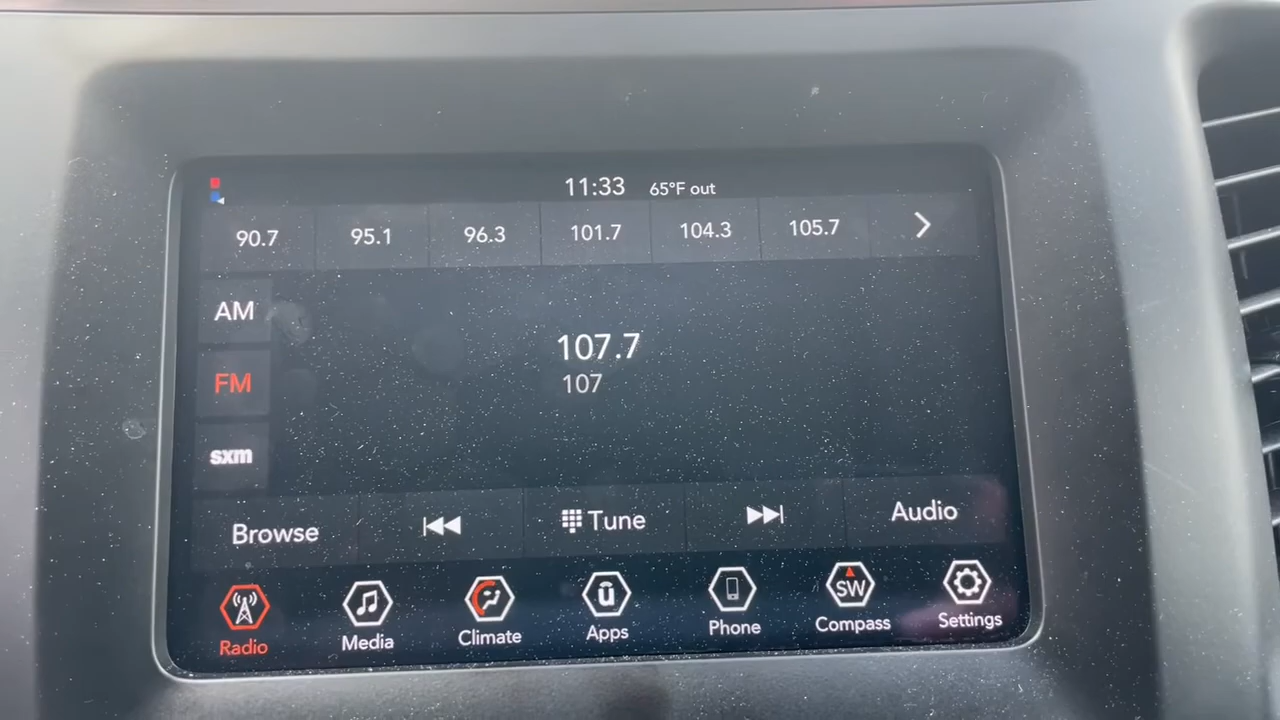 11:33 65°F out
90.7 95.1 96.3 101.7 104.3 105.7
AM
107.7
FM
107
sxm
Browse Tune Audio
Radio Media Climate Apps Phone SW Compass Settings